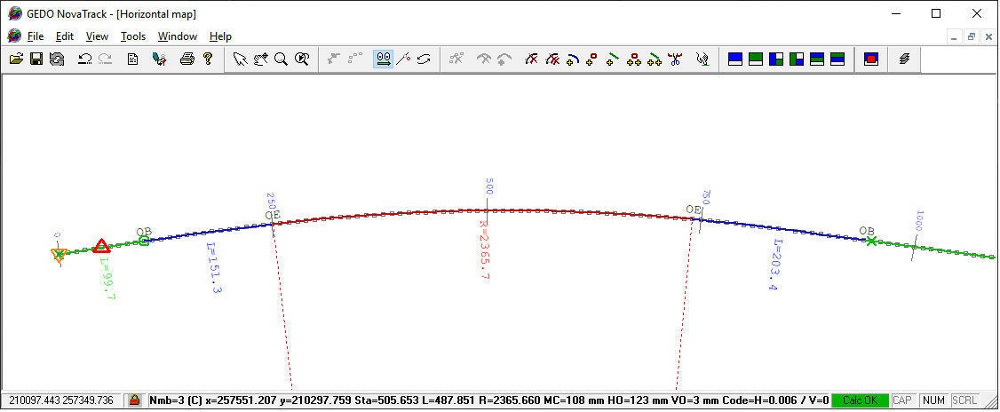 GEDO NovaTrack - [Horizontal map]
File Edit View Tools Window Help
0
OB
L=99.7
L=151.3
250
OE
500
R=2365.7
OE
750
L=203.4
OB
1000
210097.443 257349.736 Nmb=3 (C) x=257551.207 y=210297.759 Sta=505.653 L=487.851 R=2365.660 MC=108 mm HO=123 mm VO=3 mm Code=H=0.006 / V=0 Calc OK CAP NUM SCRL